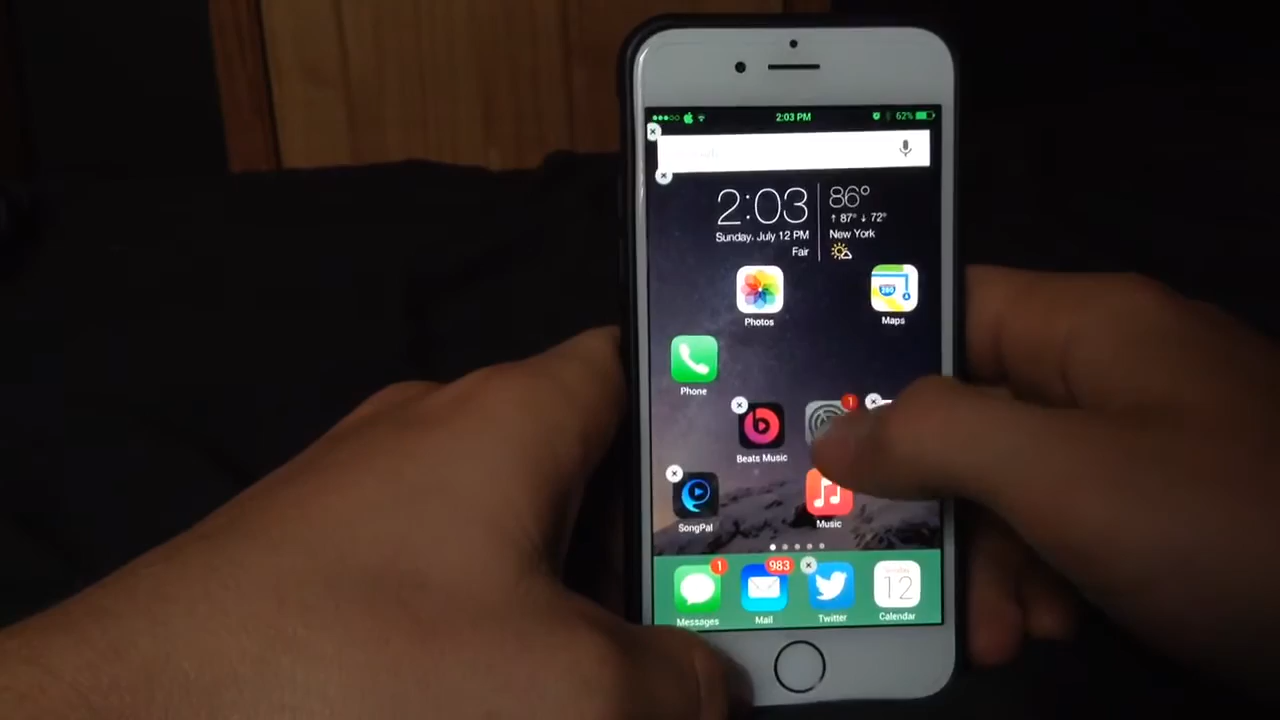 2:03 PM
62%
2:03
Sunday, July 12 PM
Fair
86°
↑ 87° ↓ 72°
New York
Photos
280
Maps
Phone
1
Beats Music
SongPal
Music
1
983
Messages
Mail
Twitter
12
Calendar